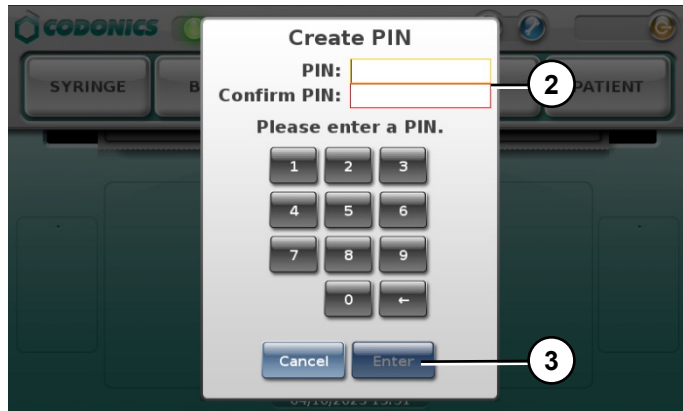 CODONICS
Create PIN
PIN:
2
Confirm PIN:
SYRINGE
B
PATIENT
Please enter a PIN.
1 2 3
4 5 6
7 8 9
0 ←
Cancel Enter
3